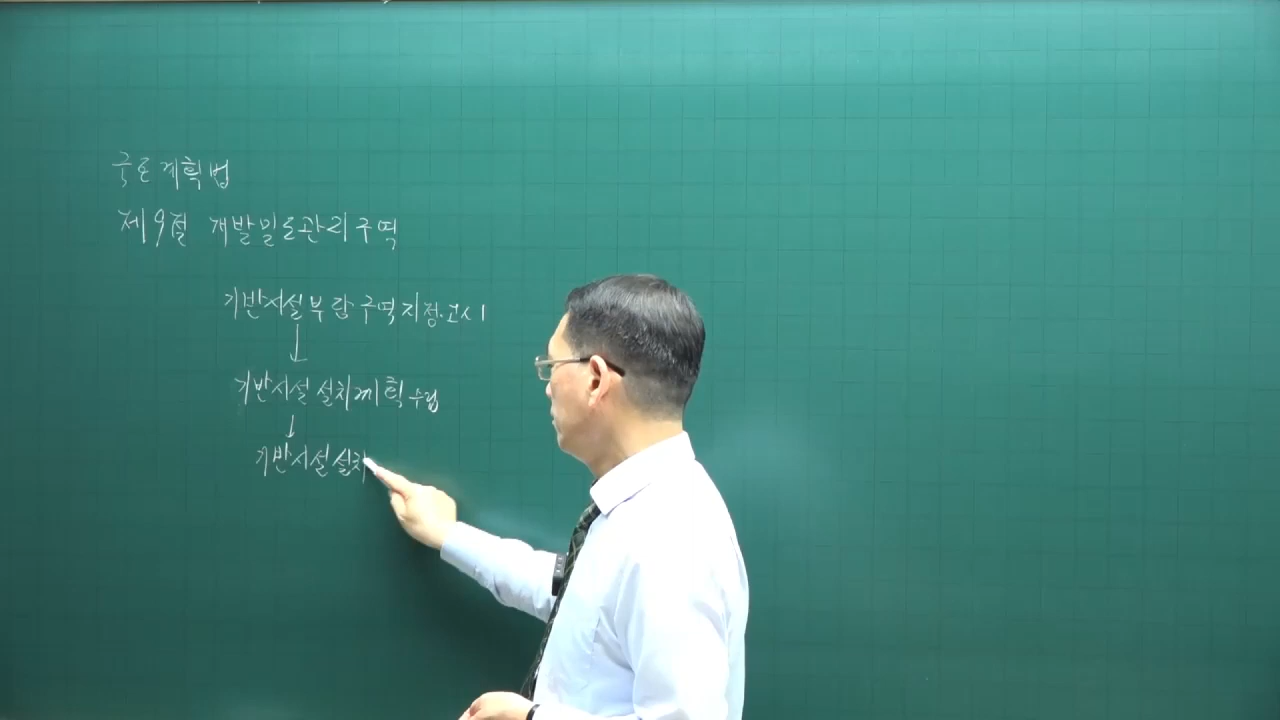 국토계획법
제9절 개발밀도관리구역
기반시설부담구역지정·고시
↓
기반시설설치계획수립
↓
기반시설설치